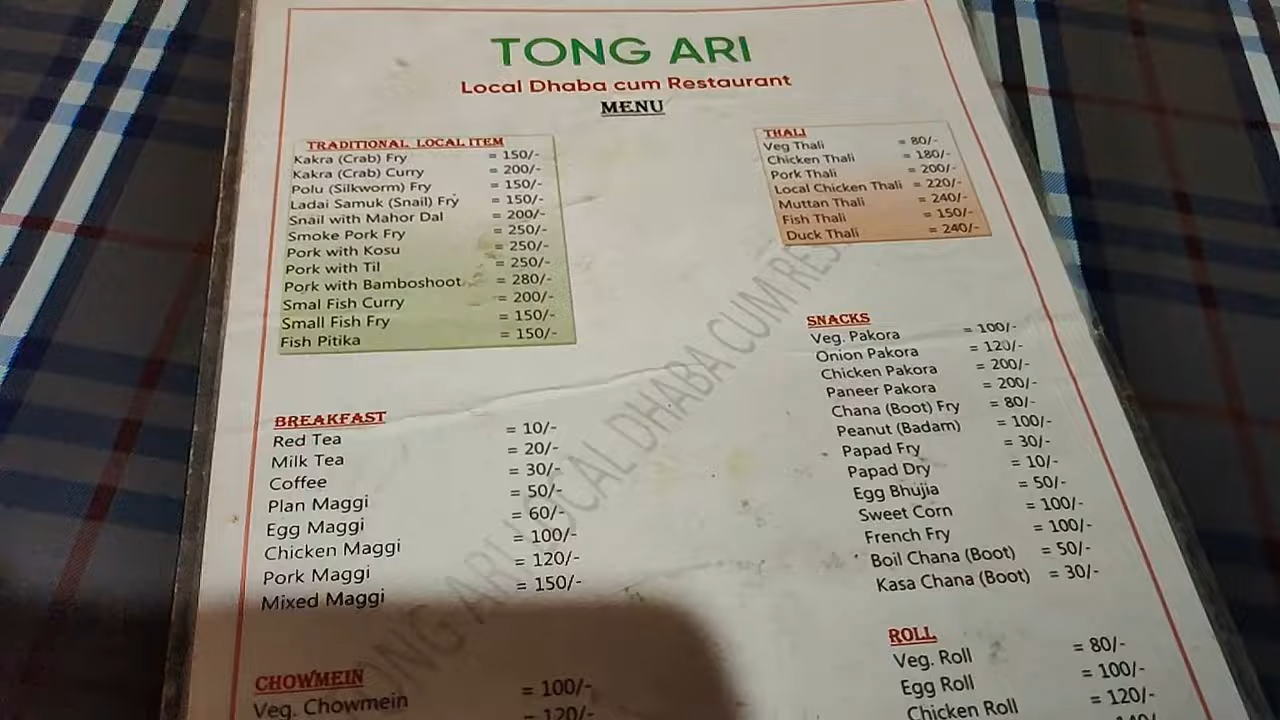 TONG ARI
Local Dhaba cum Restaurant
MENU
TRADITIONAL LOCAL ITEM
Kakra (Crab) Fry = 150/-
Kakra (Crab) Curry = 200/-
Polu (Silkworm) Fry = 150/-
Ladai Samuk (Snail) Fry = 150/-
Snail with Mahor Dal = 200/-
Smoke Pork Fry = 250/-
Pork with Kosu = 250/-
Pork with Til = 250/-
Pork with Bamboshoot = 280/-
Smal Fish Curry = 200/-
Small Fish Fry = 150/-
Fish Pitika = 150/-
BREAKFAST
Red Tea = 10/-
Milk Tea = 20/-
Coffee = 30/-
Plan Maggi = 50/-
Egg Maggi = 60/-
Chicken Maggi = 100/-
Pork Maggi = 120/-
Mixed Maggi = 150/-
CHOWMEIN
Veg. Chowmein = 100/-
= 120/-
THALI
Veg Thali = 80/-
Chicken Thali = 180/-
Pork Thali = 200/-
Local Chicken Thali = 220/-
Muttan Thali = 240/-
Fish Thali = 150/-
Duck Thali = 240/-
SNACKS
Veg. Pakora = 100/-
Onion Pakora = 120/-
Chicken Pakora = 200/-
Paneer Pakora = 200/-
Chana (Boot) Fry = 80/-
Peanut (Badam) = 100/-
Papad Fry = 30/-
Papad Dry = 10/-
Egg Bhujia = 50/-
Sweet Corn = 100/-
French Fry = 100/-
Boil Chana (Boot) = 50/-
Kasa Chana (Boot) = 30/-
ROLL
Veg. Roll = 80/-
Egg Roll = 100/-
Chicken Roll = 120/-
TONG ARI LOCAL DHABA CUM RES